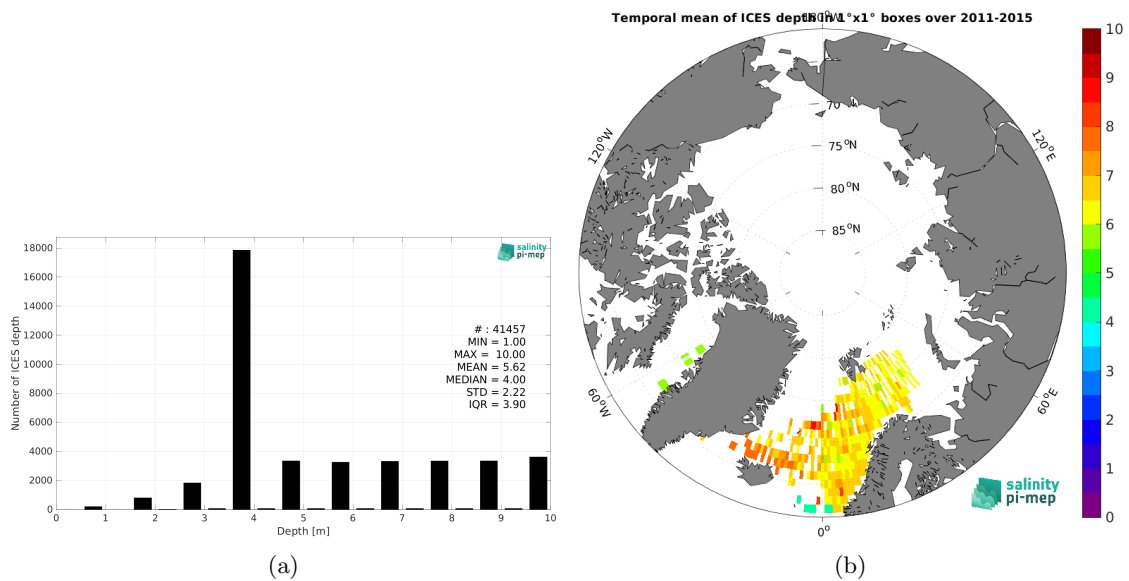 Temporal mean of ICES depth in 1°x1° boxes over 2011-2015
180°W
120°W
120°E
70°N
75°N
80°N
85°N
60°W
60°E
0°
salinity
pi-mep
10
9
8
7
6
5
4
3
2
1
0
18000
16000
14000
12000
10000
8000
6000
4000
2000
0
Number of ICES depth
salinity
pi-mep
# : 41457
MIN = 1.00
MAX = 10.00
MEAN = 5.62
MEDIAN = 4.00
STD = 2.22
IQR = 3.90
0 1 2 3 4 5 6 7 8 9 10
Depth [m]
(a)
(b)